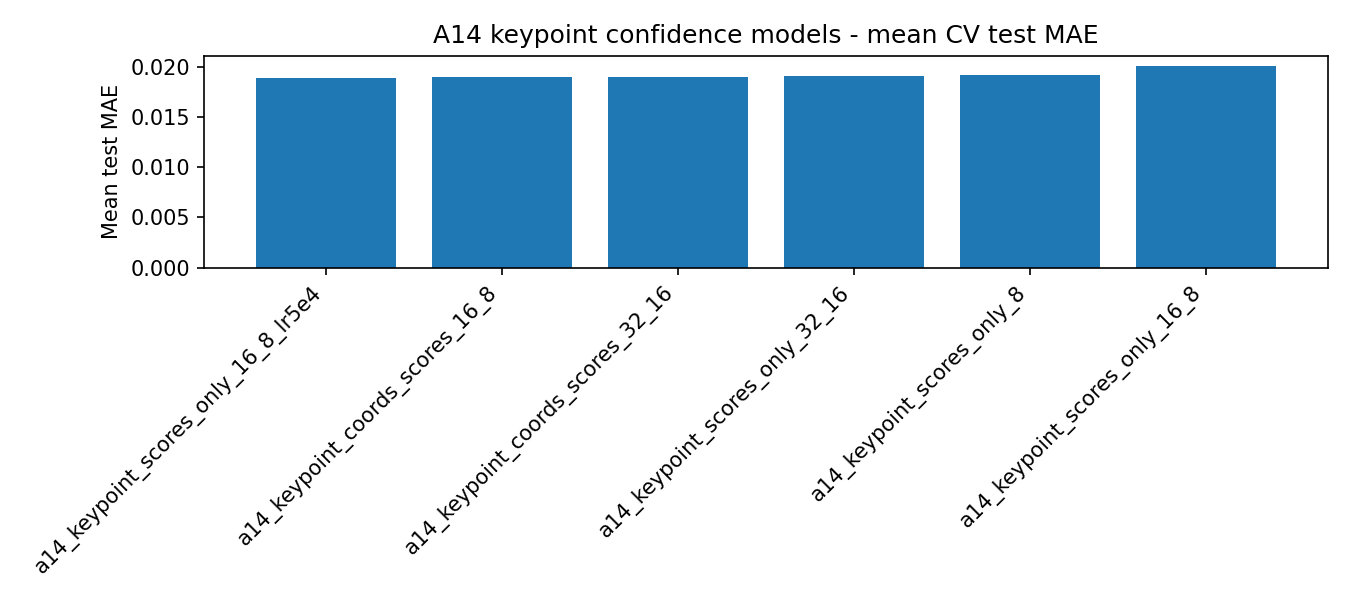 A14 keypoint confidence models - mean CV test MAE
Mean test MAE
0.020
0.015
0.010
0.005
0.000
a14_keypoint_scores_only_16_8_lr5e4
a14_keypoint_coords_scores_16_8
a14_keypoint_coords_scores_32_16
a14_keypoint_scores_only_32_16
a14_keypoint_scores_only_8
a14_keypoint_scores_only_16_8